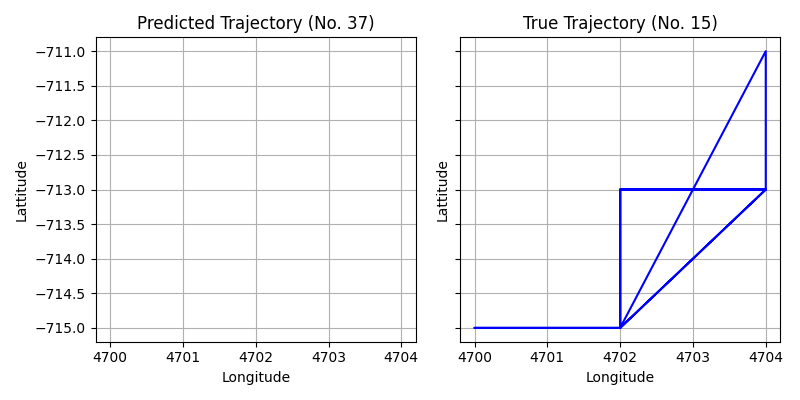 Predicted Trajectory (No. 37)
True Trajectory (No. 15)
−711.0
−711.5
−712.0
−712.5
−713.0
−713.5
−714.0
−714.5
−715.0
Lattitude
Lattitude
4700 4701 4702 4703 4704
4700 4701 4702 4703 4704
Longitude
Longitude